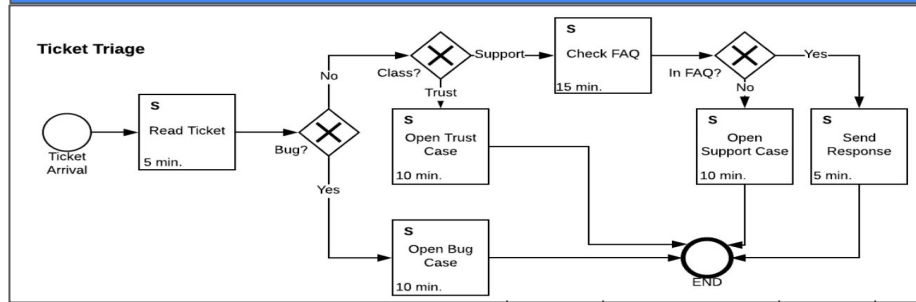 Ticket Triage
Ticket
Arrival
S
Read Ticket
5 min.
Bug?
No
Yes
Class?
Support
Trust
S
Check FAQ
15 min.
In FAQ?
Yes
No
S
Open Trust
Case
10 min.
S
Open Bug
Case
10 min.
S
Open
Support Case
10 min.
S
Send
Response
5 min.
END